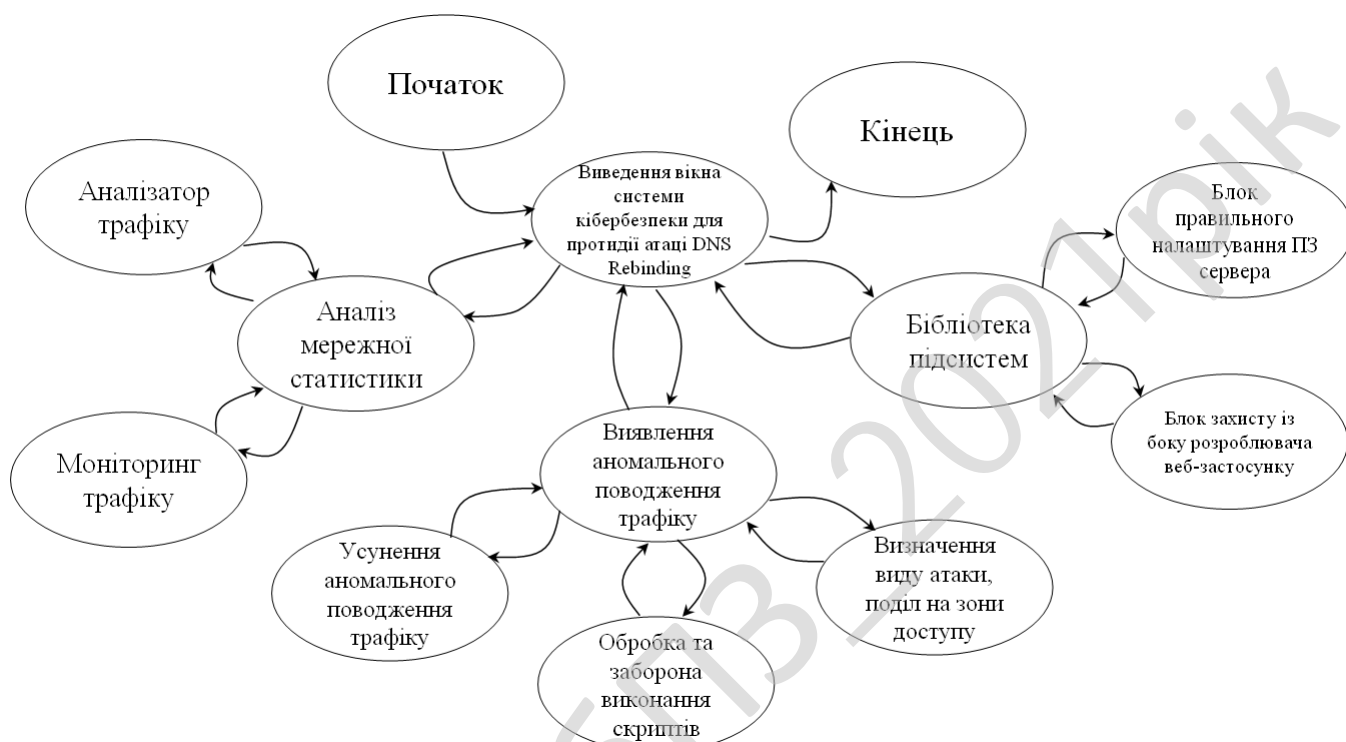 Початок
Кінець
Виведення вікна
системи
кібербезпеки для
протидії атаці DNS
Rebinding
Аналізатор
трафіку
Блок
правильного
налаштування ПЗ
сервера
Аналіз
мережної
статистики
Бібліотека
підсистем
Моніторинг
трафіку
Блок захисту із
боку розроблювача
веб-застосунку
Виявлення
аномального
поводження
трафіку
Усунення
аномального
поводження
трафіку
Визначення
виду атаки,
поділ на зони
доступу
Обробка та
заборона
виконання
скриптів
БПЗ_2021рік